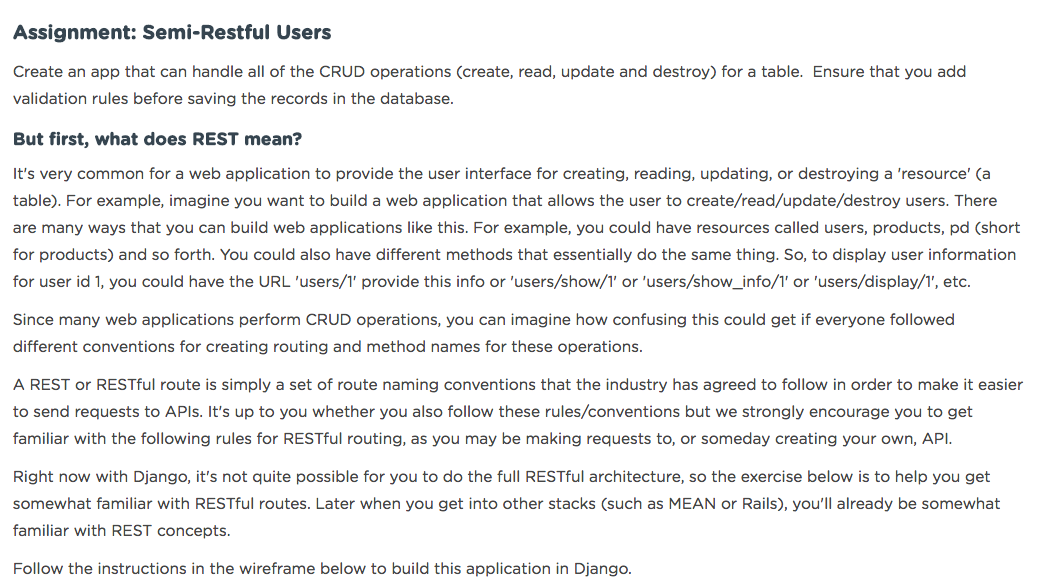 Assignment: Semi-Restful Users
Create an app that can handle all of the CRUD operations (create, read, update and destroy) for a table.  Ensure that you add
validation rules before saving the records in the database.
But first, what does REST mean?
It's very common for a web application to provide the user interface for creating, reading, updating, or destroying a 'resource' (a
table). For example, imagine you want to build a web application that allows the user to create/read/update/destroy users. There
are many ways that you can build web applications like this. For example, you could have resources called users, products, pd (short
for products) and so forth. You could also have different methods that essentially do the same thing. So, to display user information
for user id 1, you could have the URL 'users/1' provide this info or 'users/show/1' or 'users/show_info/1' or 'users/display/1', etc.
Since many web applications perform CRUD operations, you can imagine how confusing this could get if everyone followed
different conventions for creating routing and method names for these operations.
A REST or RESTful route is simply a set of route naming conventions that the industry has agreed to follow in order to make it easier
to send requests to APIs. It's up to you whether you also follow these rules/conventions but we strongly encourage you to get
familiar with the following rules for RESTful routing, as you may be making requests to, or someday creating your own, API.
Right now with Django, it's not quite possible for you to do the full RESTful architecture, so the exercise below is to help you get
somewhat familiar with RESTful routes. Later when you get into other stacks (such as MEAN or Rails), you'll already be somewhat
familiar with REST concepts.
Follow the instructions in the wireframe below to build this application in Django.